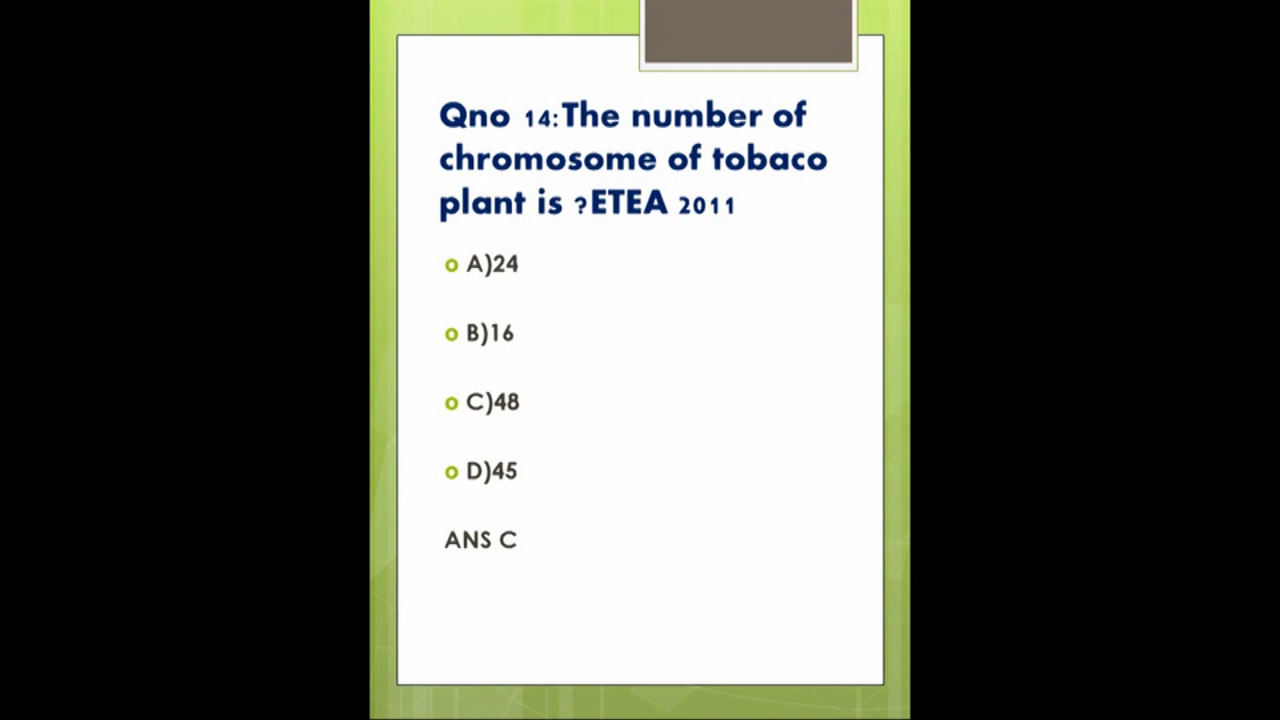 Qno 14:The number of
chromosome of tobaco
plant is ?ETEA 2011
A)24
B)16
C)48
D)45
ANS C